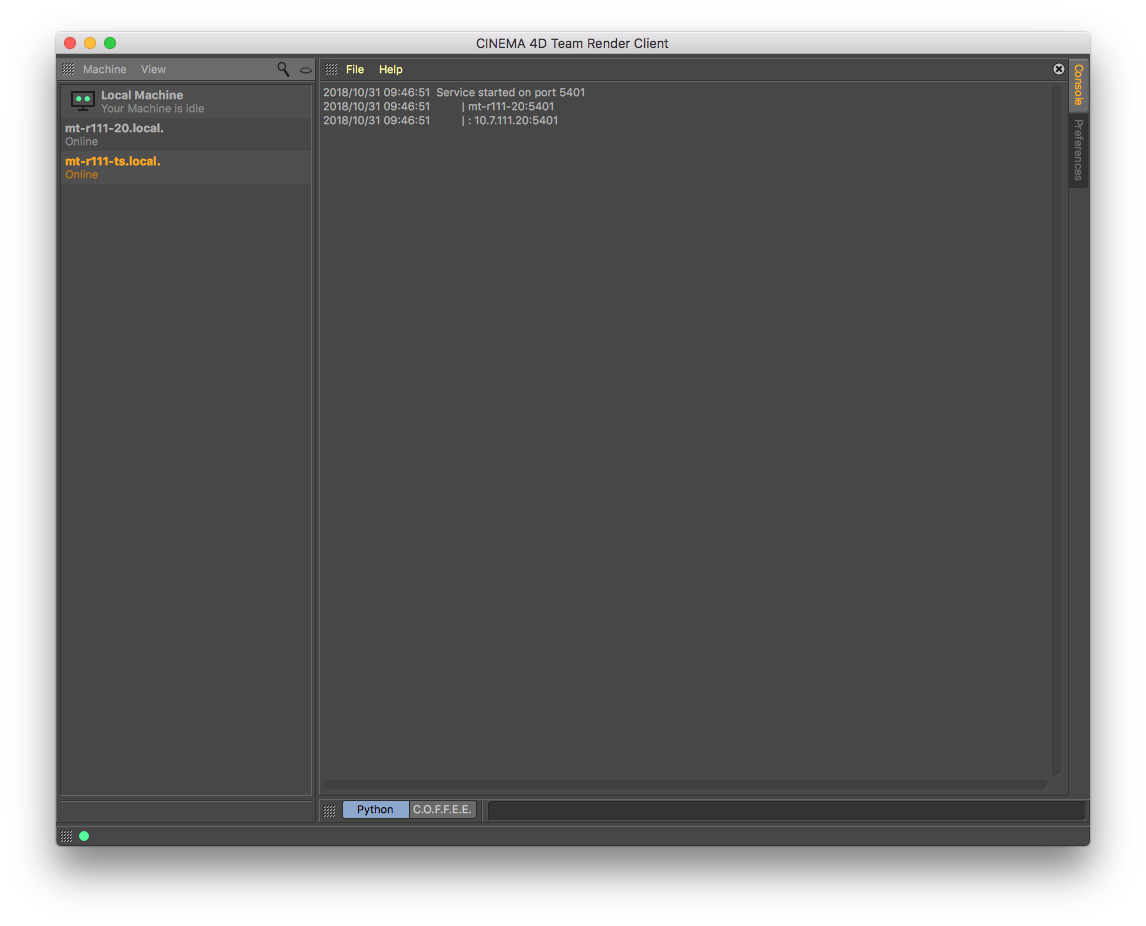 CINEMA 4D Team Render Client
Machine View
File Help
Local Machine
Your Machine is idle
mt-r111-20.local.
Online
mt-r111-ts.local.
Online
2018/10/31 09:46:51 Service started on port 5401
2018/10/31 09:46:51 | mt-r111-20:5401
2018/10/31 09:46:51 | : 10.7.111.20:5401
Console
Preferences
Python C.O.F.F.E.E.